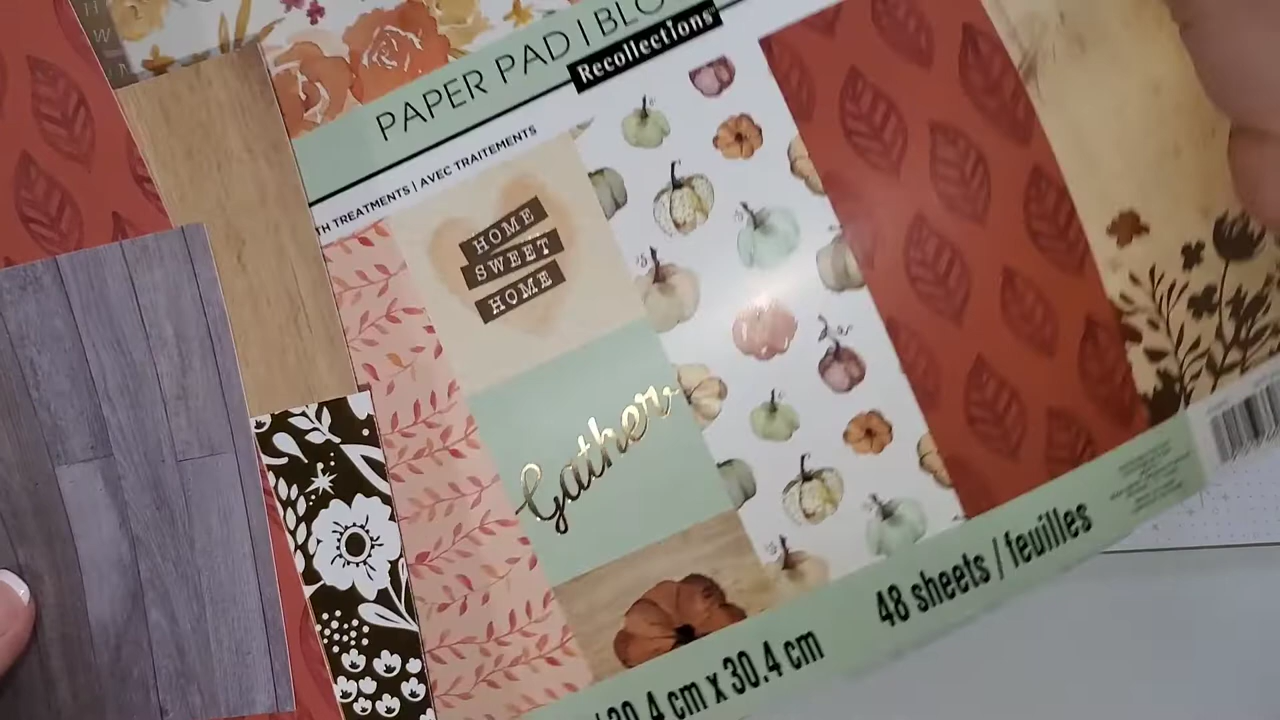 PAPER PAD | BLO
Recollections
TH TREATMENTS | AVEC TRAITEMENTS
HOME
SWEET
HOME
Gather
48 sheets / feuilles
30.4 cm x 30.4 cm